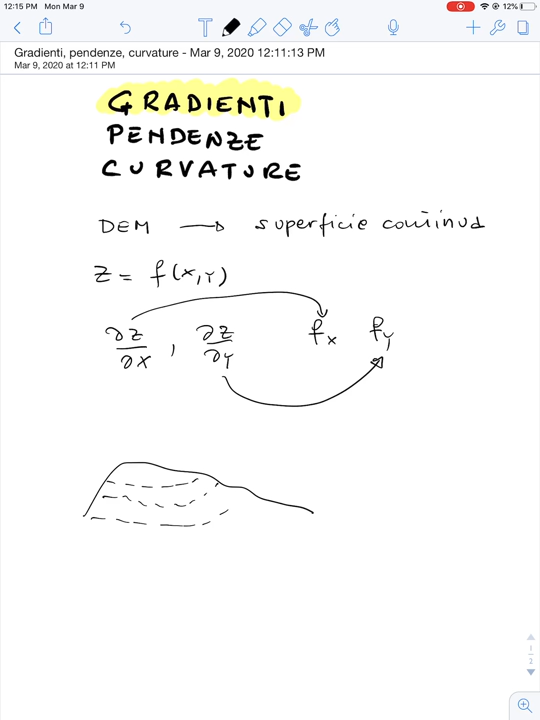 12:15 PM Mon Mar 9
12%
T
Gradienti, pendenze, curvature - Mar 9, 2020 12:11:13 PM
Mar 9, 2020 at 12:11 PM
GRADIENTI
PENDENZE
CURVATURE
DEM → superficie continua
Z = f(x,Y)
∂Z/∂X , ∂Z/∂Y fx fy
1
2